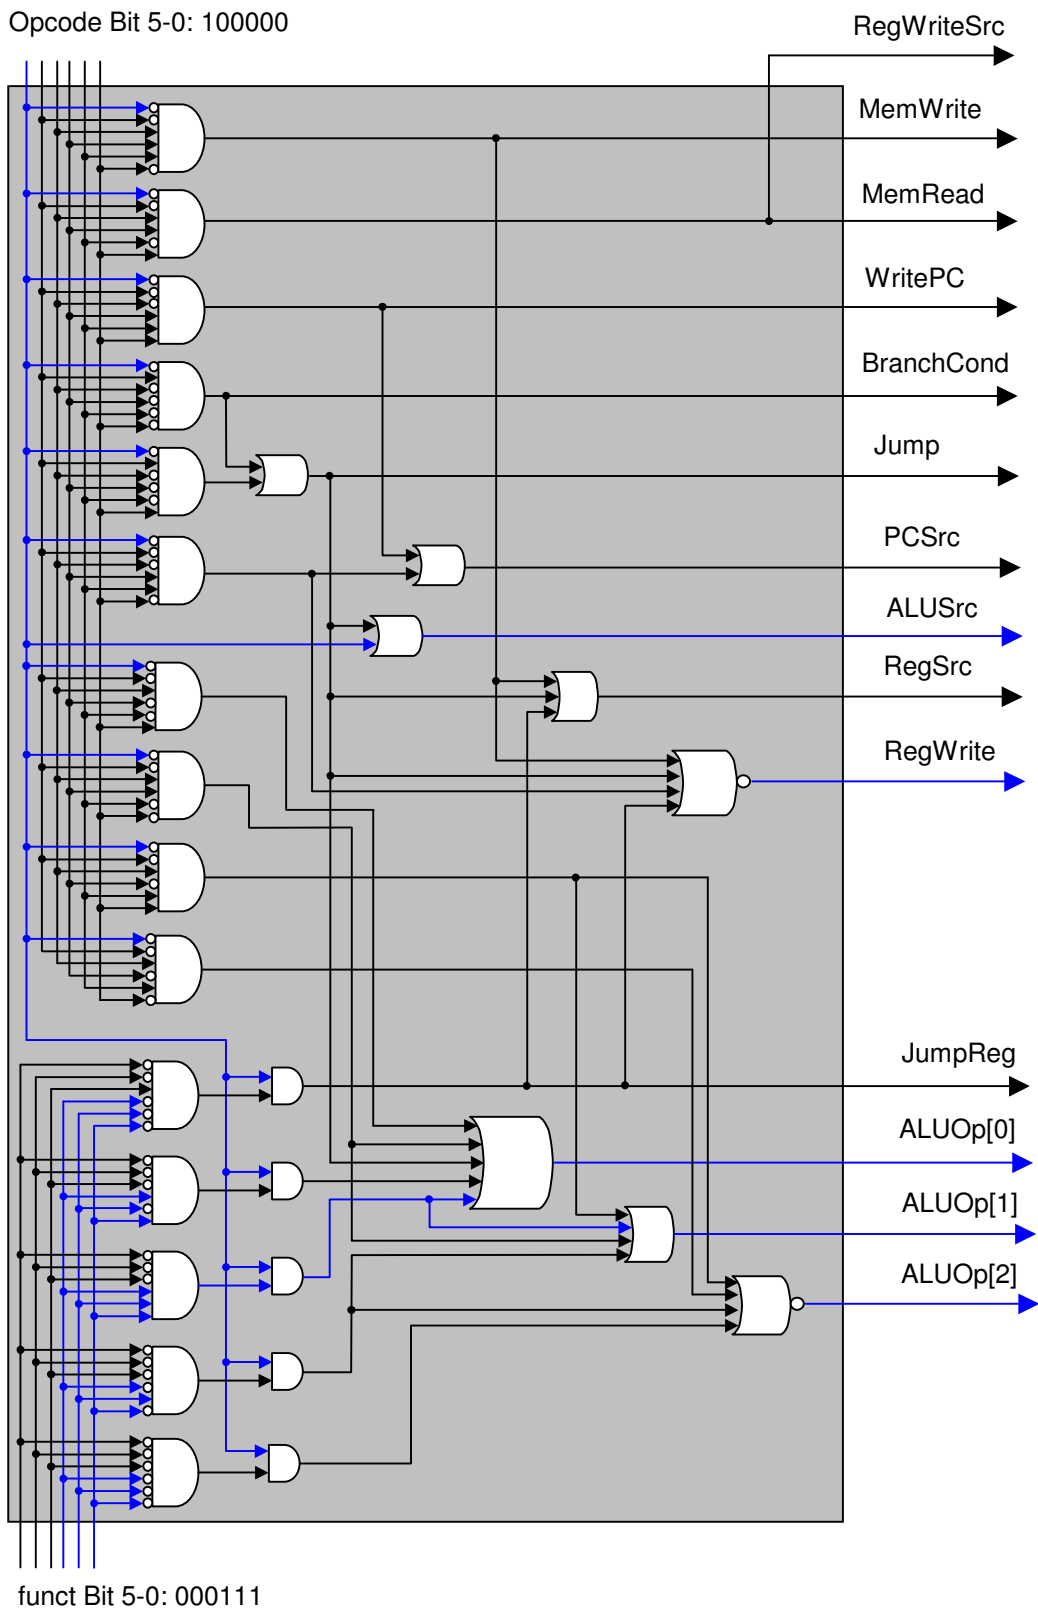 Opcode Bit 5-0: 100000
RegWriteSrc
MemWrite
MemRead
WritePC
BranchCond
Jump
PCSrc
ALUSrc
RegSrc
RegWrite
JumpReg
ALUOp[0]
ALUOp[1]
ALUOp[2]
funct Bit 5-0: 000111